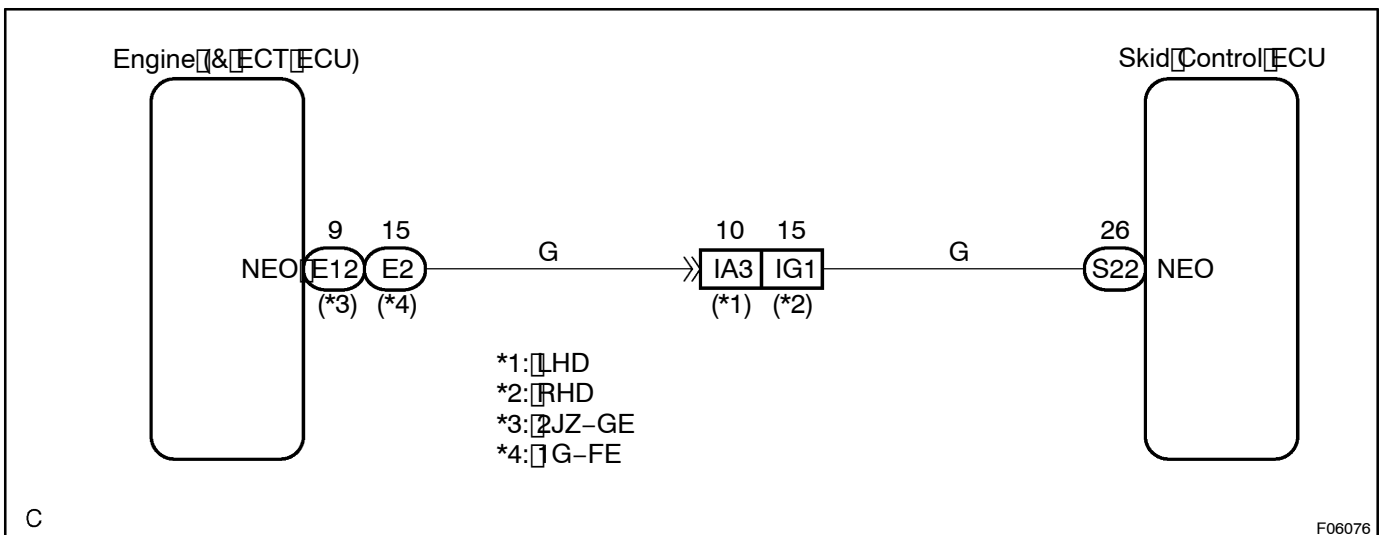 Engine (& ECT ECU)
Skid Control ECU
9 15
G
10 15
G
26
NEO E12 E2
IA3 IG1
S22 NEO
(*3) (*4)
(*1) (*2)
*1: LHD
*2: RHD
*3: 2JZ−GE
*4: 1G−FE
C
F06076